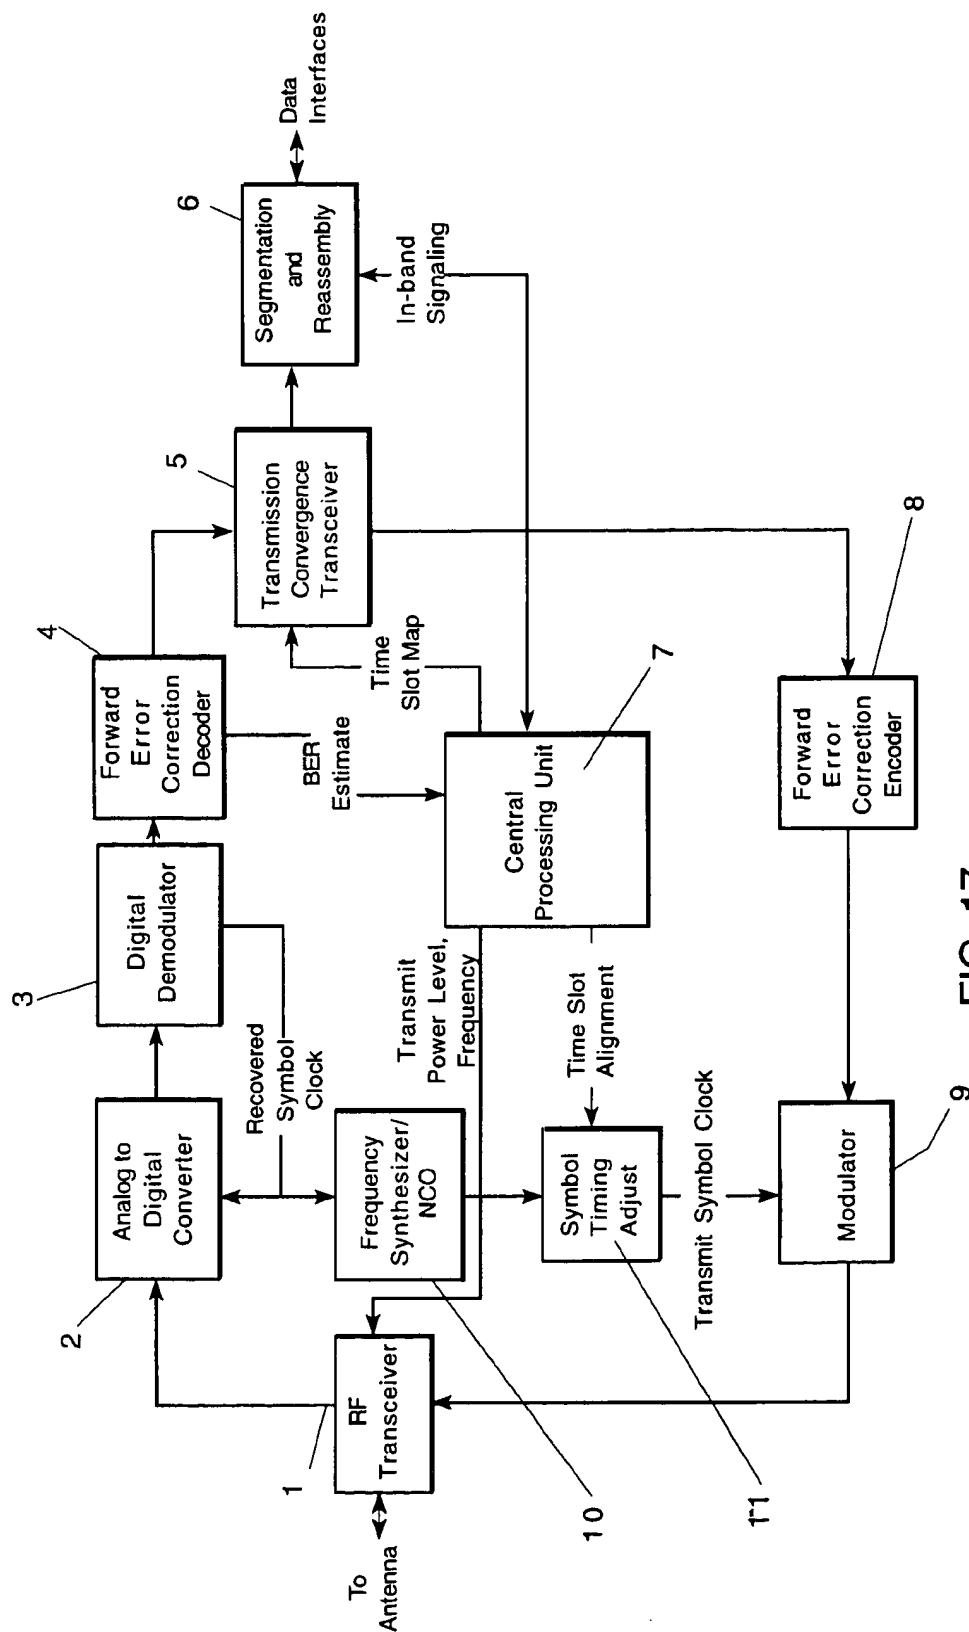 To
Antenna
1
RF
Transceiver
2
Analog to
Digital
Converter
3
Digital
Demodulator
4
Forward
Error
Correction
Decoder
5
Transmission
Convergence
Transceiver
6
Segmentation
and
Reassembly
Data
Interfaces
In-band
Signaling
Recovered
Symbol
Clock
BER
Estimate
Time
Slot Map
10
Frequency
Synthesizer/
NCO
Transmit
Power Level,
Frequency
7
Central
Processing Unit
11
Symbol
Timing
Adjust
Time Slot
Alignment
Transmit Symbol Clock
9
Modulator
8
Forward
Error
Correction
Encoder
FIG. 17